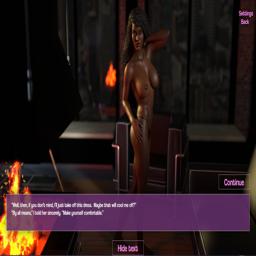 Settings
Back
Continue
"Well, then, if you don't mind, I'll just take off this dress. Maybe that will cool me off?"
"By all means," I told her sincerely, "Make yourself comfortable."
Hide text